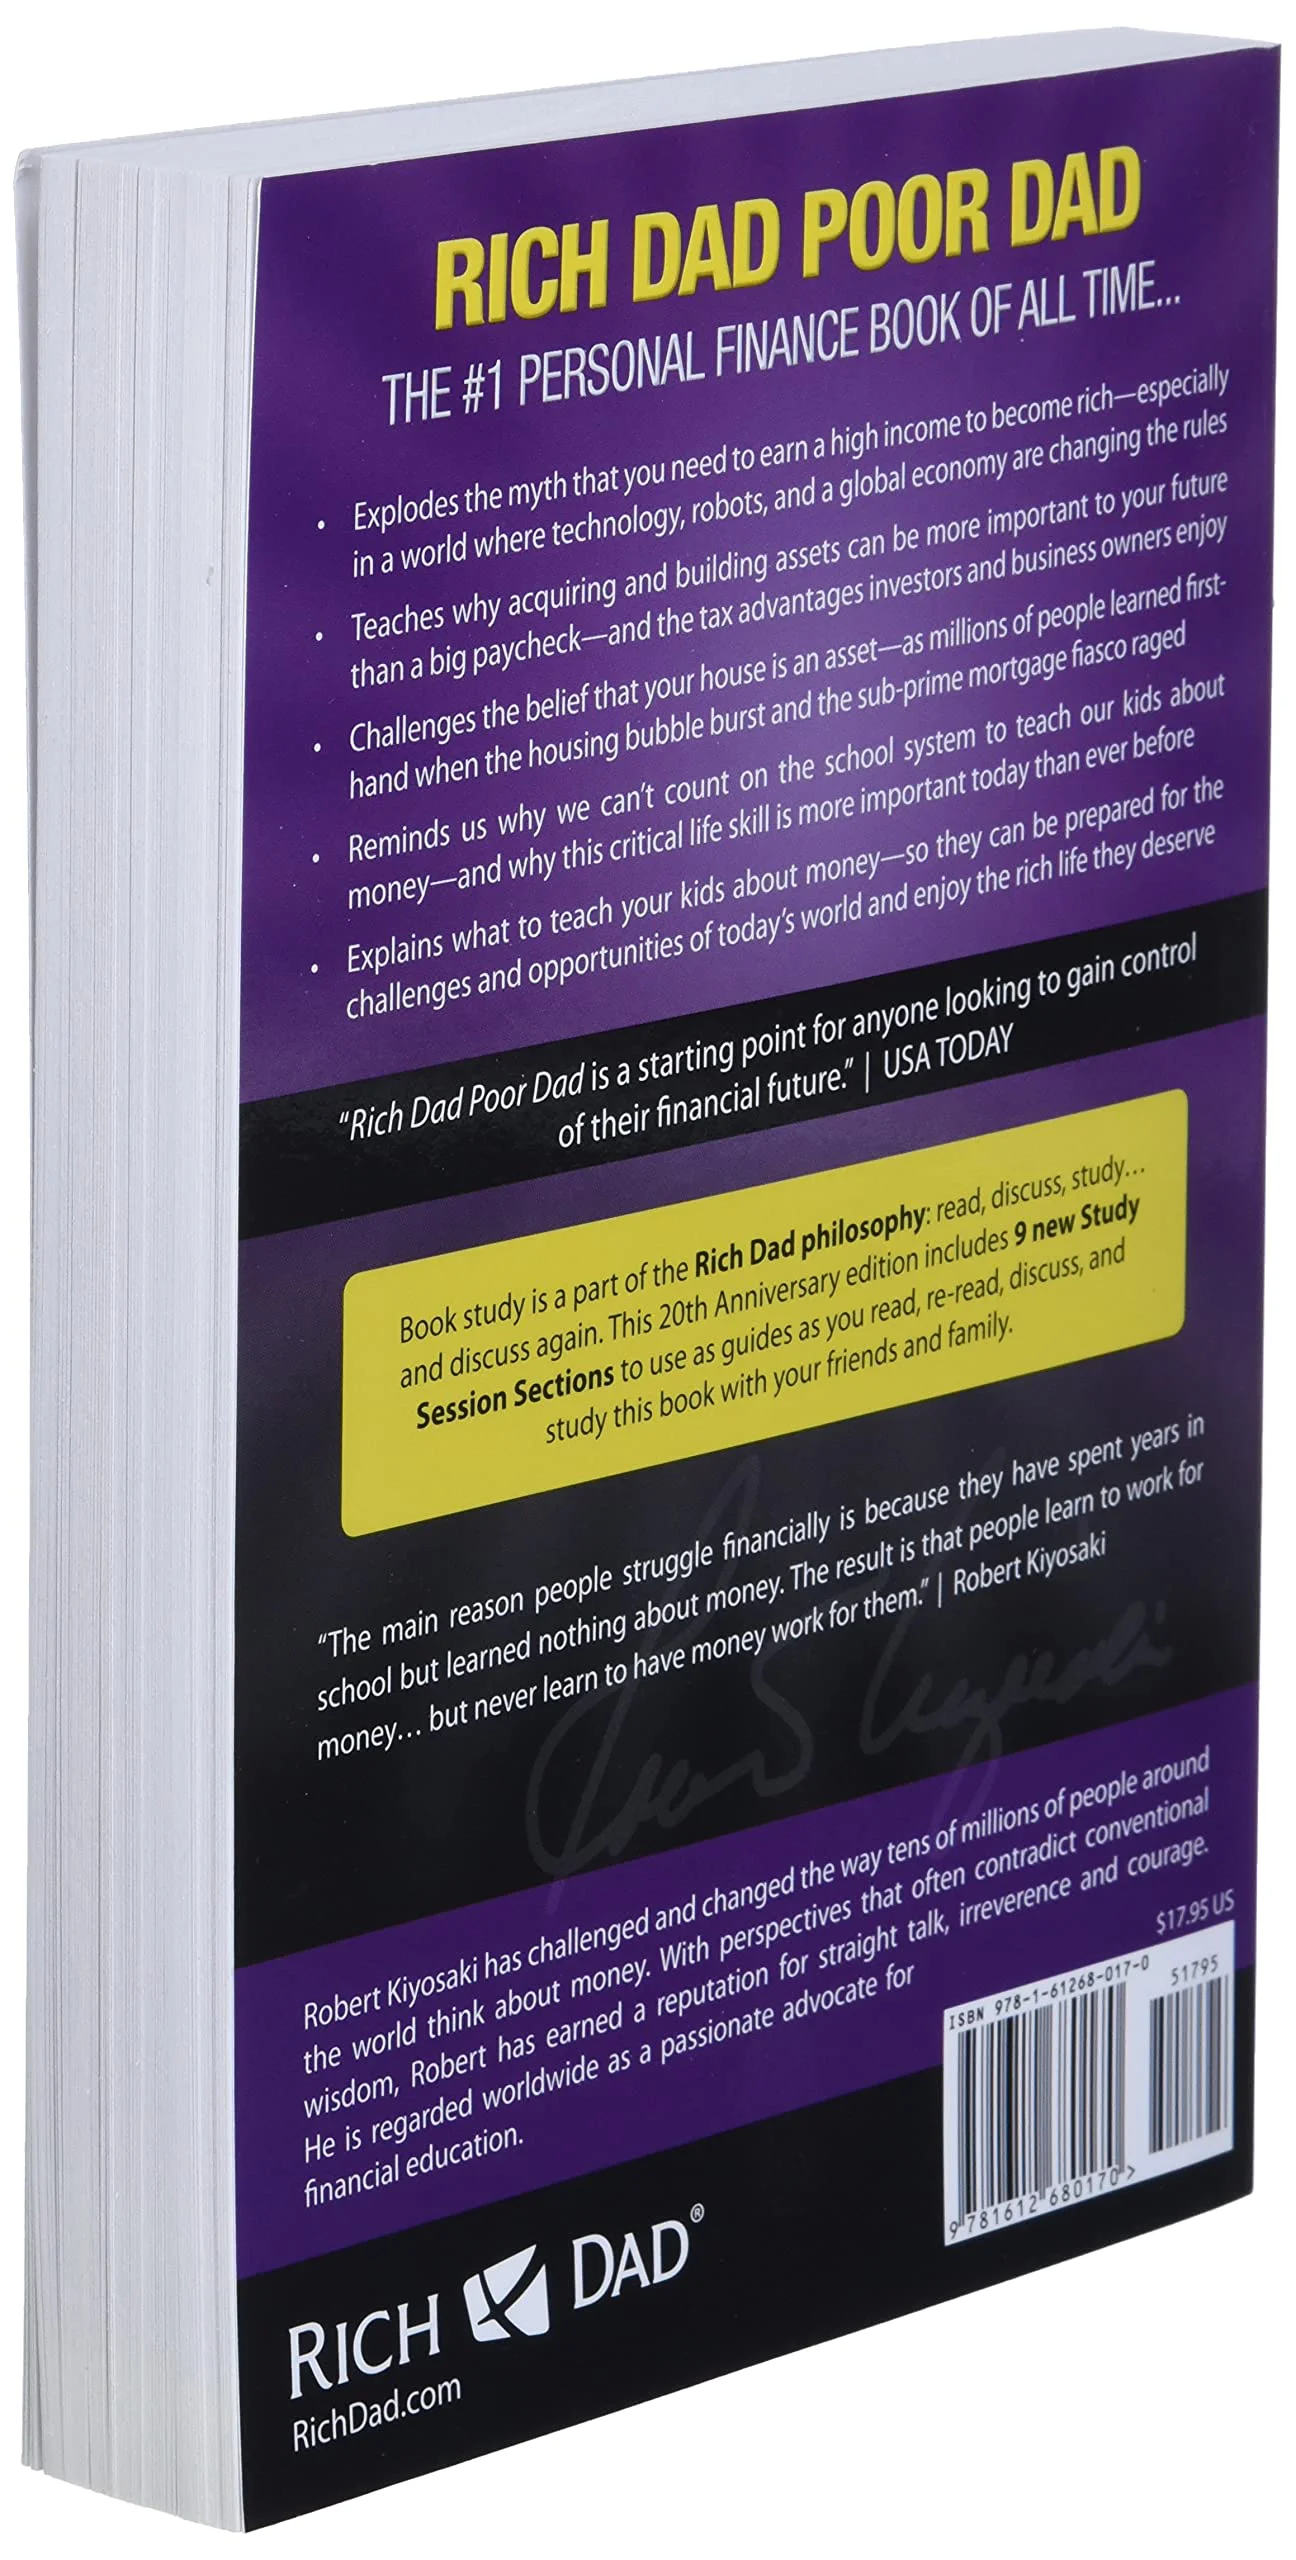 RICH DAD POOR DAD
THE #1 PERSONAL FINANCE BOOK OF ALL TIME...
• Explodes the myth that you need to earn a high income to become rich—especially
in a world where technology, robots, and a global economy are changing the rules
• Teaches why acquiring and building assets can be more important to your future
than a big paycheck—and the tax advantages investors and business owners enjoy
• Challenges the belief that your house is an asset—as millions of people learned first-
hand when the housing bubble burst and the sub-prime mortgage fiasco raged
• Reminds us why we can't count on the school system to teach our kids about
money—and why this critical life skill is more important today than ever before
• Explains what to teach your kids about money—so they can be prepared for the
challenges and opportunities of today's world and enjoy the rich life they deserve
"Rich Dad Poor Dad is a starting point for anyone looking to gain control
of their financial future." | USA TODAY
Book study is a part of the Rich Dad philosophy: read, discuss, study...
and discuss again. This 20th Anniversary edition includes 9 new Study
Session Sections to use as guides as you read, re-read, discuss, and
study this book with your friends and family.
"The main reason people struggle financially is because they have spent years in
school but learned nothing about money. The result is that people learn to work for
money... but never learn to have money work for them." | Robert Kiyosaki
Robert Kiyosaki has challenged and changed the way tens of millions of people around
the world think about money. With perspectives that often contradict conventional
wisdom, Robert has earned a reputation for straight talk, irreverence and courage.
He is regarded worldwide as a passionate advocate for
financial education.
$17.95 US
ISBN 978-1-61268-017-0
51795
9 781612 680170 >
RICH DAD®
RichDad.com